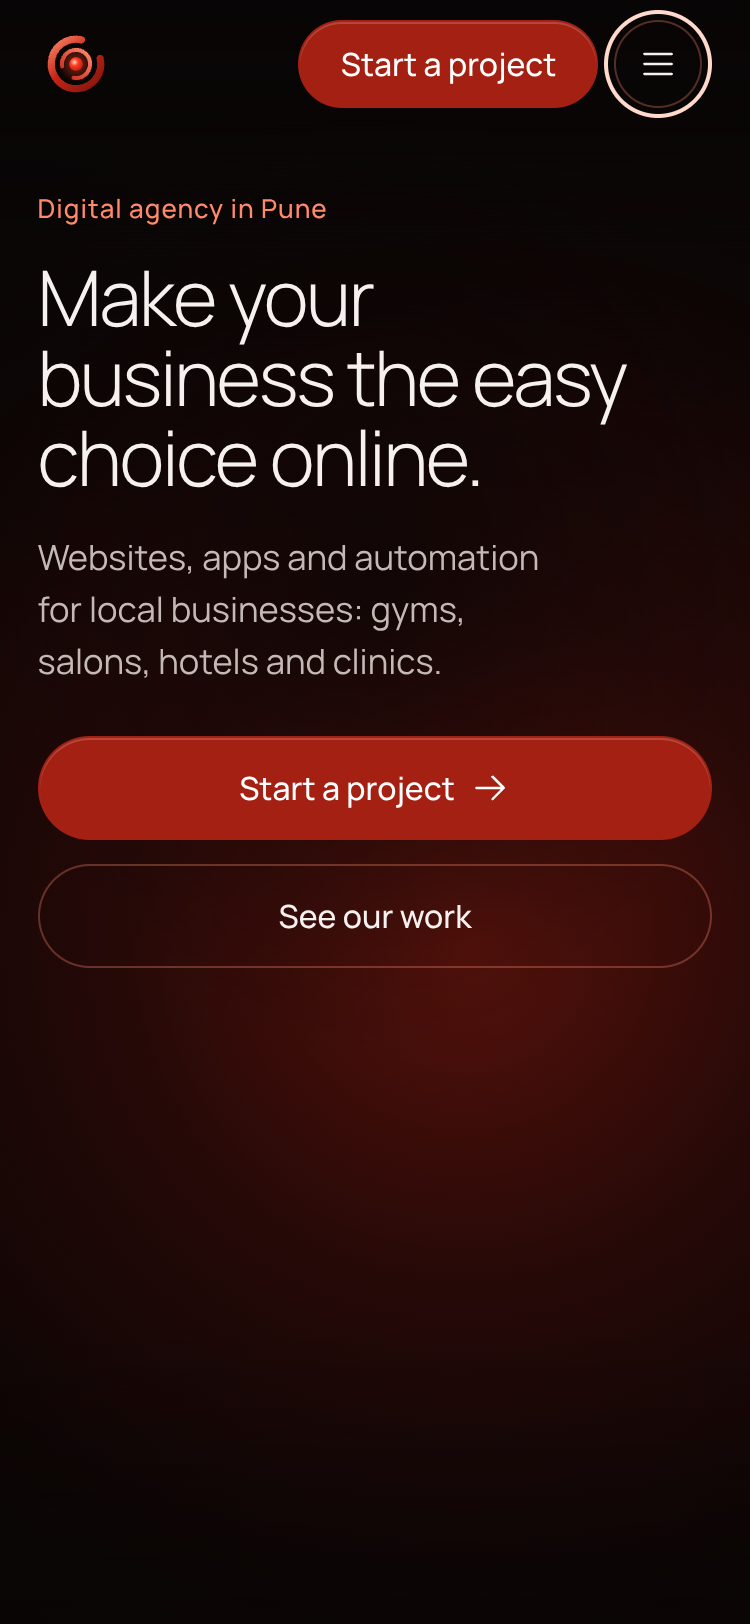 Start a project
Digital agency in Pune
Make your
business the easy
choice online.
Websites, apps and automation
for local businesses: gyms,
salons, hotels and clinics.
Start a project →
See our work